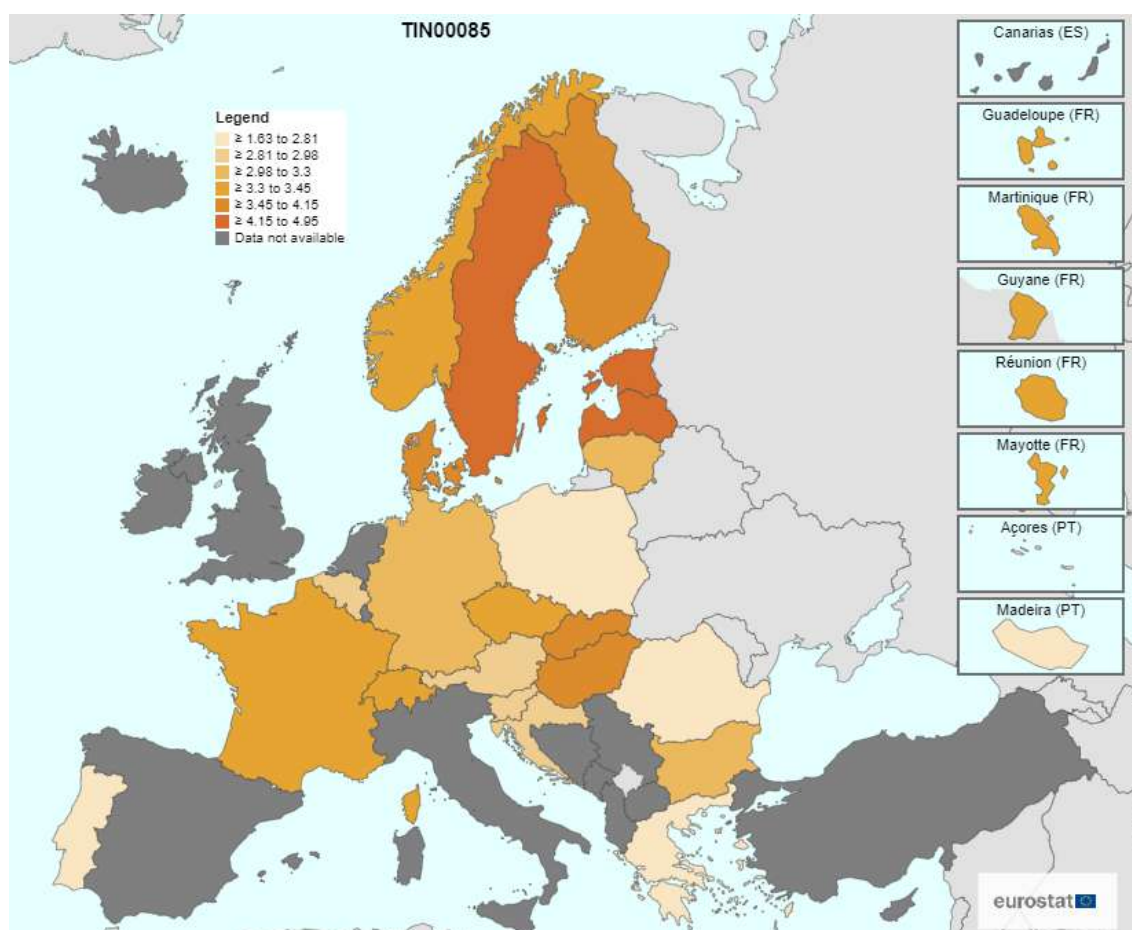 TIN00085
Legend
≥ 1.63 to 2.81
≥ 2.81 to 2.98
≥ 2.98 to 3.3
≥ 3.3 to 3.45
≥ 3.45 to 4.15
≥ 4.15 to 4.95
Data not available
Canarias (ES)
Guadeloupe (FR)
Martinique (FR)
Guyane (FR)
Réunion (FR)
Mayotte (FR)
Açores (PT)
Madeira (PT)
eurostat